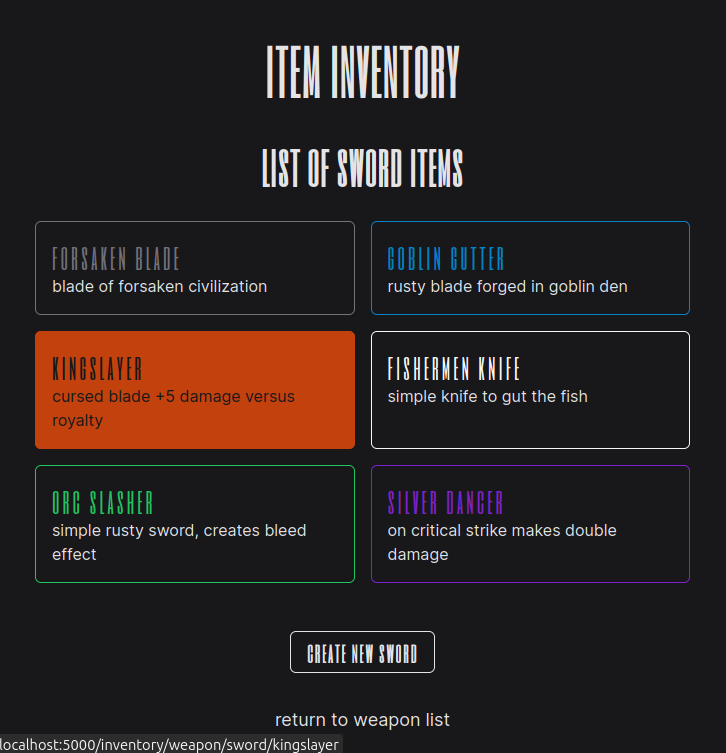 ITEM INVENTORY
LIST OF SWORD ITEMS
FORSAKEN BLADE
blade of forsaken civilization
GOBLIN GUTTER
rusty blade forged in goblin den
KINGSLAYER
cursed blade +5 damage versus
royalty
FISHERMEN KNIFE
simple knife to gut the fish
ORC SLASHER
simple rusty sword, creates bleed
effect
SILVER DANCER
on critical strike makes double
damage
CREATE NEW SWORD
return to weapon list
localhost:5000/inventory/weapon/sword/kingslayer